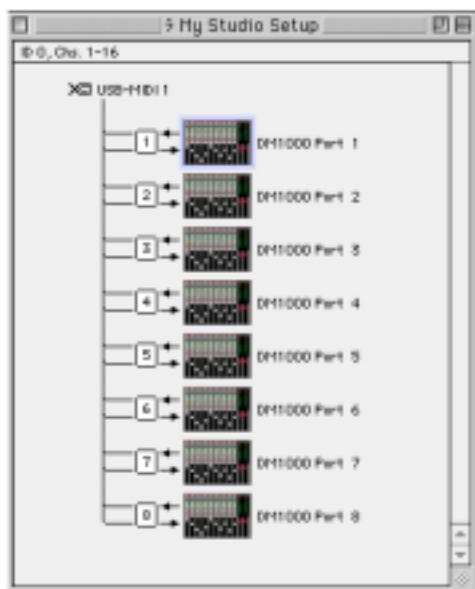 My Studio Setup
ID 0, Chs. 1-16
USB-MIDI 1
1 DM1000 Port 1
2 DM1000 Port 2
3 DM1000 Port 3
4 DM1000 Port 4
5 DM1000 Port 5
6 DM1000 Port 6
7 DM1000 Port 7
8 DM1000 Port 8